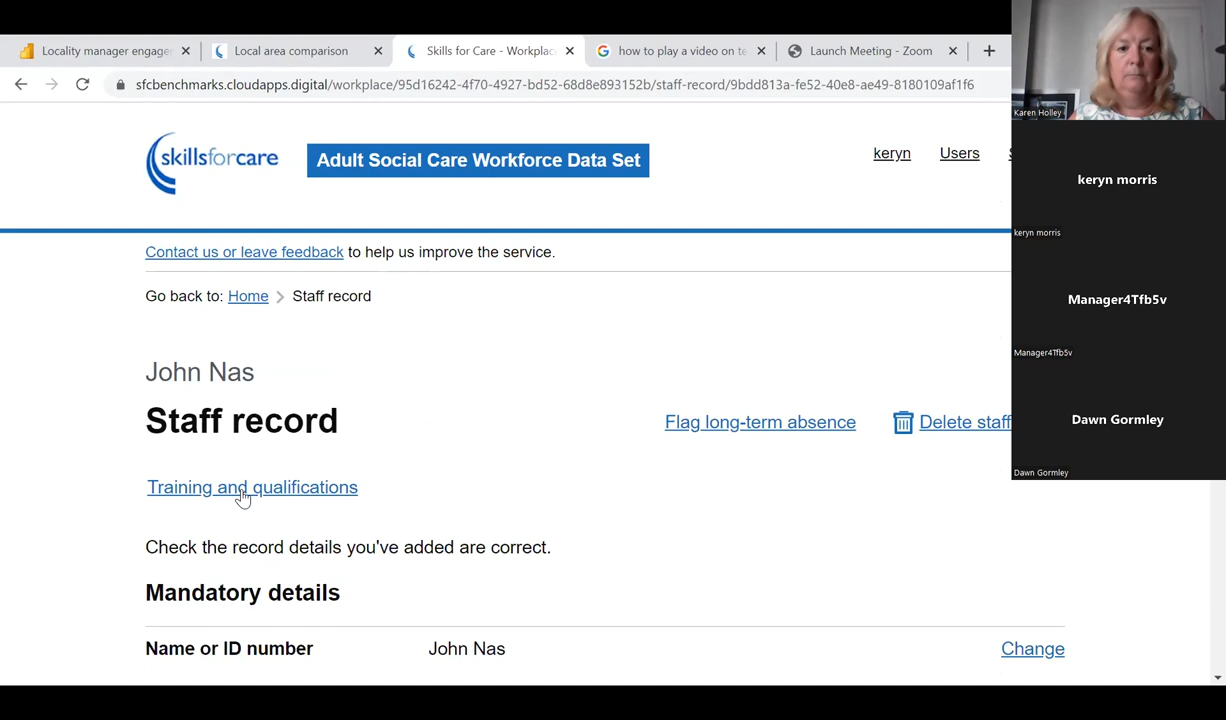 Locality manager engage
Local area comparison
Skills for Care - Workplac
how to play a video on te
Launch Meeting - Zoom
sfcbenchmarks.cloudapps.digital/workplace/95d16242-4f70-4927-bd52-68d8e893152b/staff-record/9bdd813a-fe52-40e8-ae49-8180109af1f6
skillsforcare
Adult Social Care Workforce Data Set
keryn
Users
Contact us or leave feedback to help us improve the service.
Go back to: Home > Staff record
John Nas
Staff record
Flag long-term absence
Delete staff
Training and qualifications
Check the record details you've added are correct.
Mandatory details
Name or ID number
John Nas
Change
Karen Holley
keryn morris
keryn morris
Manager4Tfb5v
Manager4Tfb5v
Dawn Gormley
Dawn Gormley